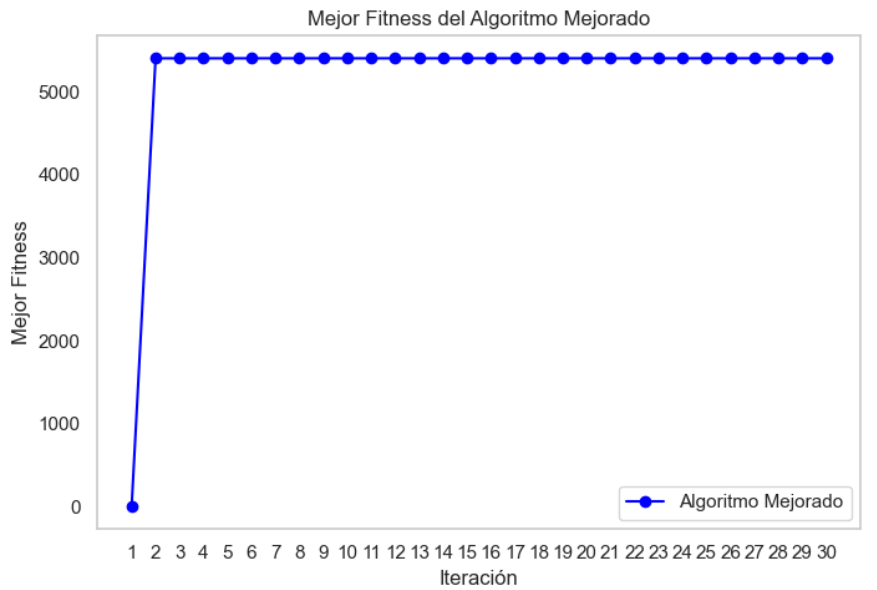 Mejor Fitness del Algoritmo Mejorado
Mejor Fitness
5000
4000
3000
2000
1000
0
Algoritmo Mejorado
1 2 3 4 5 6 7 8 9 10 11 12 13 14 15 16 17 18 19 20 21 22 23 24 25 26 27 28 29 30
Iteración